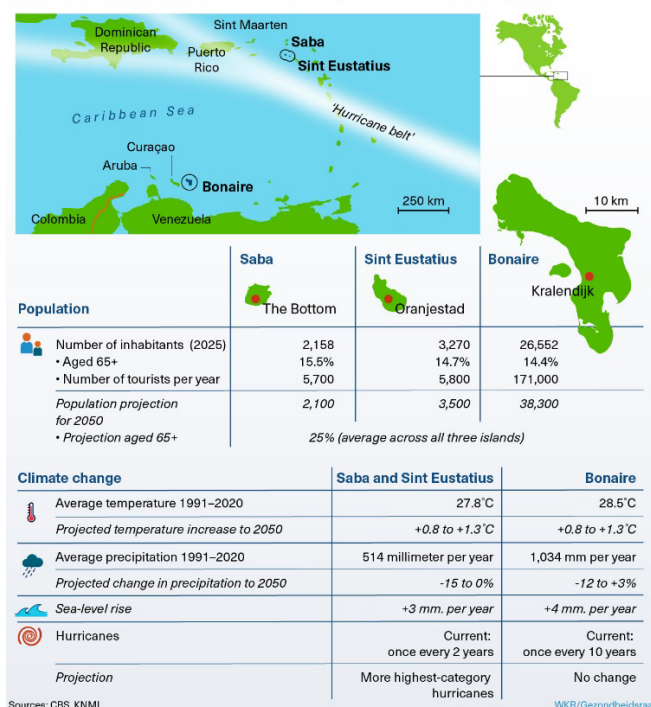 Dominican
Republic
Sint Maarten
Puerto
Rico
Saba
Sint Eustatius
Caribbean Sea
'Hurricane belt'
Curaçao
Aruba
Bonaire
Colombia
Venezuela
250 km
10 km
Saba
Sint Eustatius
Bonaire
Kralendijk
Population
The Bottom
Oranjestad
Number of inhabitants (2025) 2,158 3,270 26,552
• Aged 65+ 15.5% 14.7% 14.4%
• Number of tourists per year 5,700 5,800 171,000
Population projection 2,100 3,500 38,300
for 2050
• Projection aged 65+ 25% (average across all three islands)
Climate change Saba and Sint Eustatius Bonaire
Average temperature 1991–2020 27.8°C 28.5°C
Projected temperature increase to 2050 +0.8 to +1.3°C +0.8 to +1.3°C
Average precipitation 1991–2020 514 millimeter per year 1,034 mm per year
Projected change in precipitation to 2050 -15 to 0% -12 to +3%
Sea-level rise +3 mm. per year +4 mm. per year
Hurricanes Current: Current:
once every 2 years once every 10 years
Projection More highest-category No change
hurricanes
Sources: CBS, KNMI WKB/Gezondheidsraa